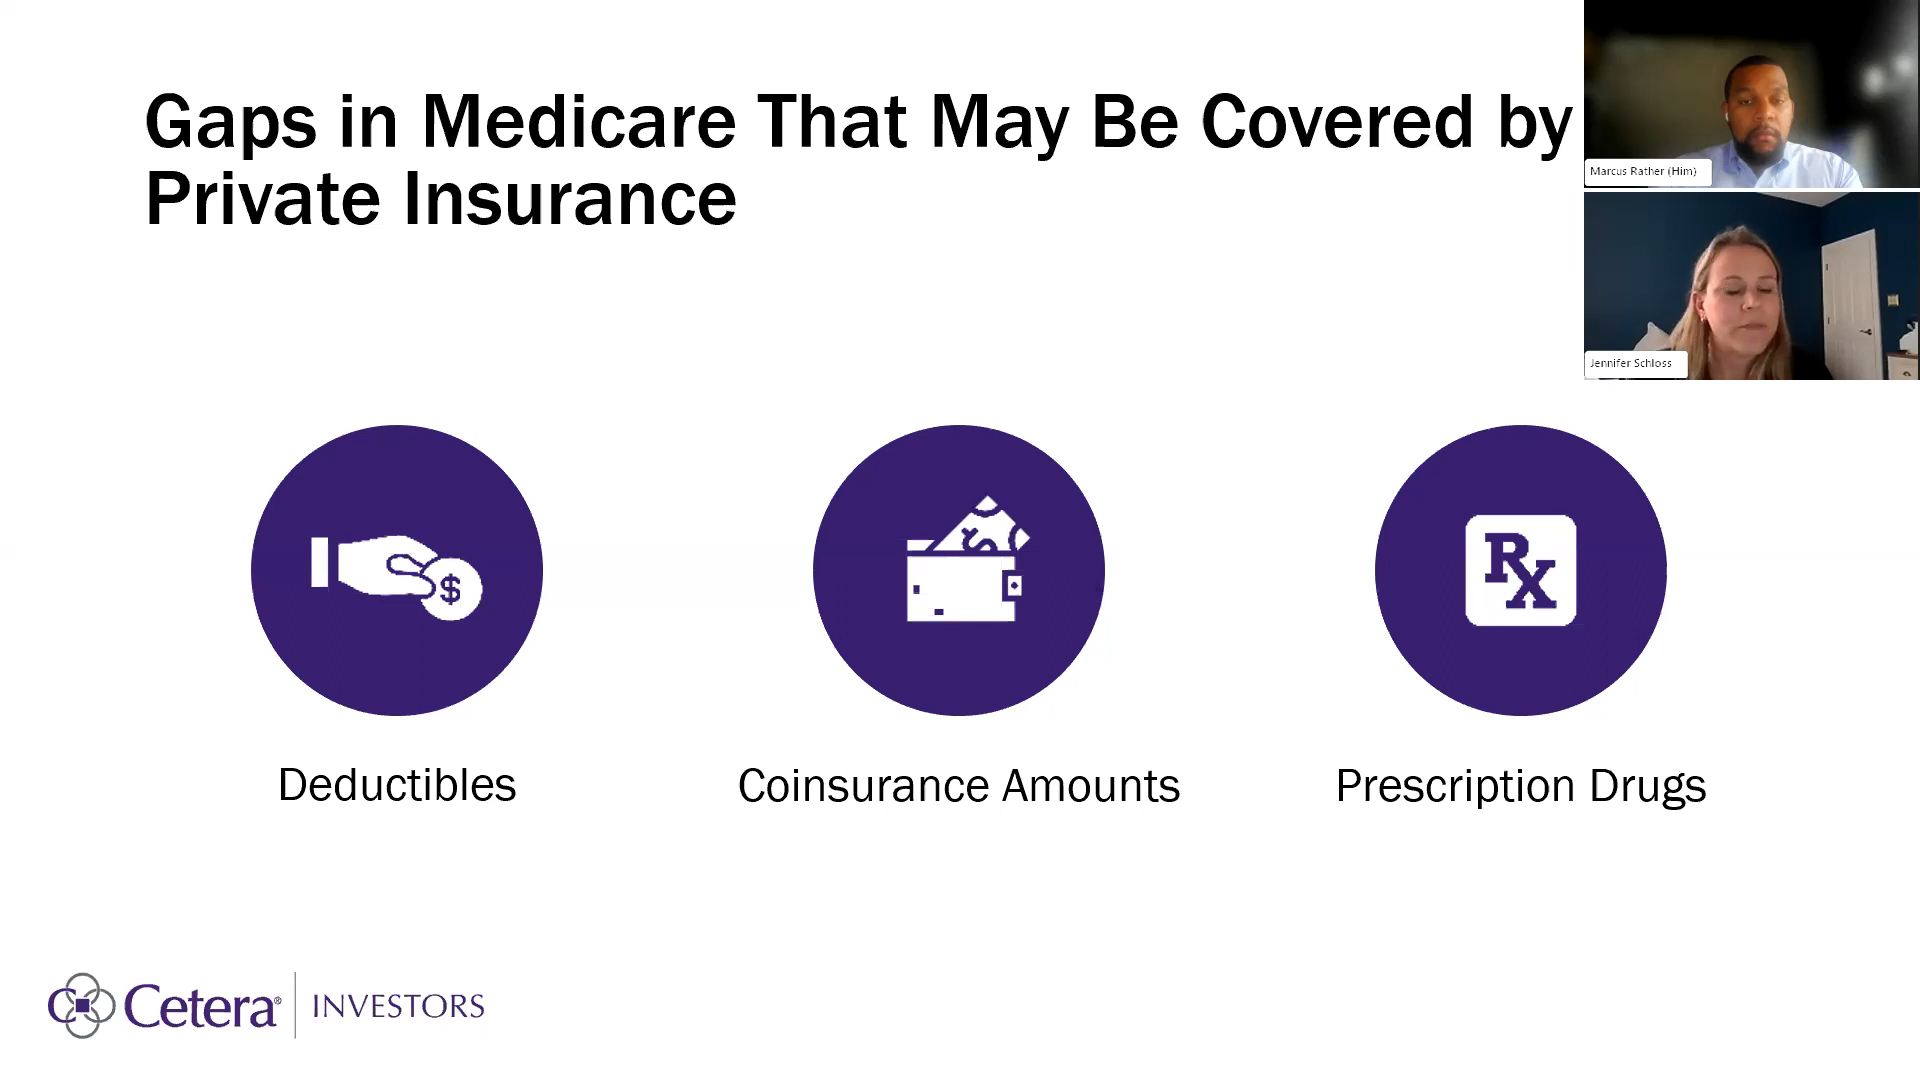 Gaps in Medicare That May Be Covered by
Private Insurance
Marcus Rather (Him)
Jennifer Schloss
$
$
Rx
Deductibles
Coinsurance Amounts
Prescription Drugs
Cetera® INVESTORS